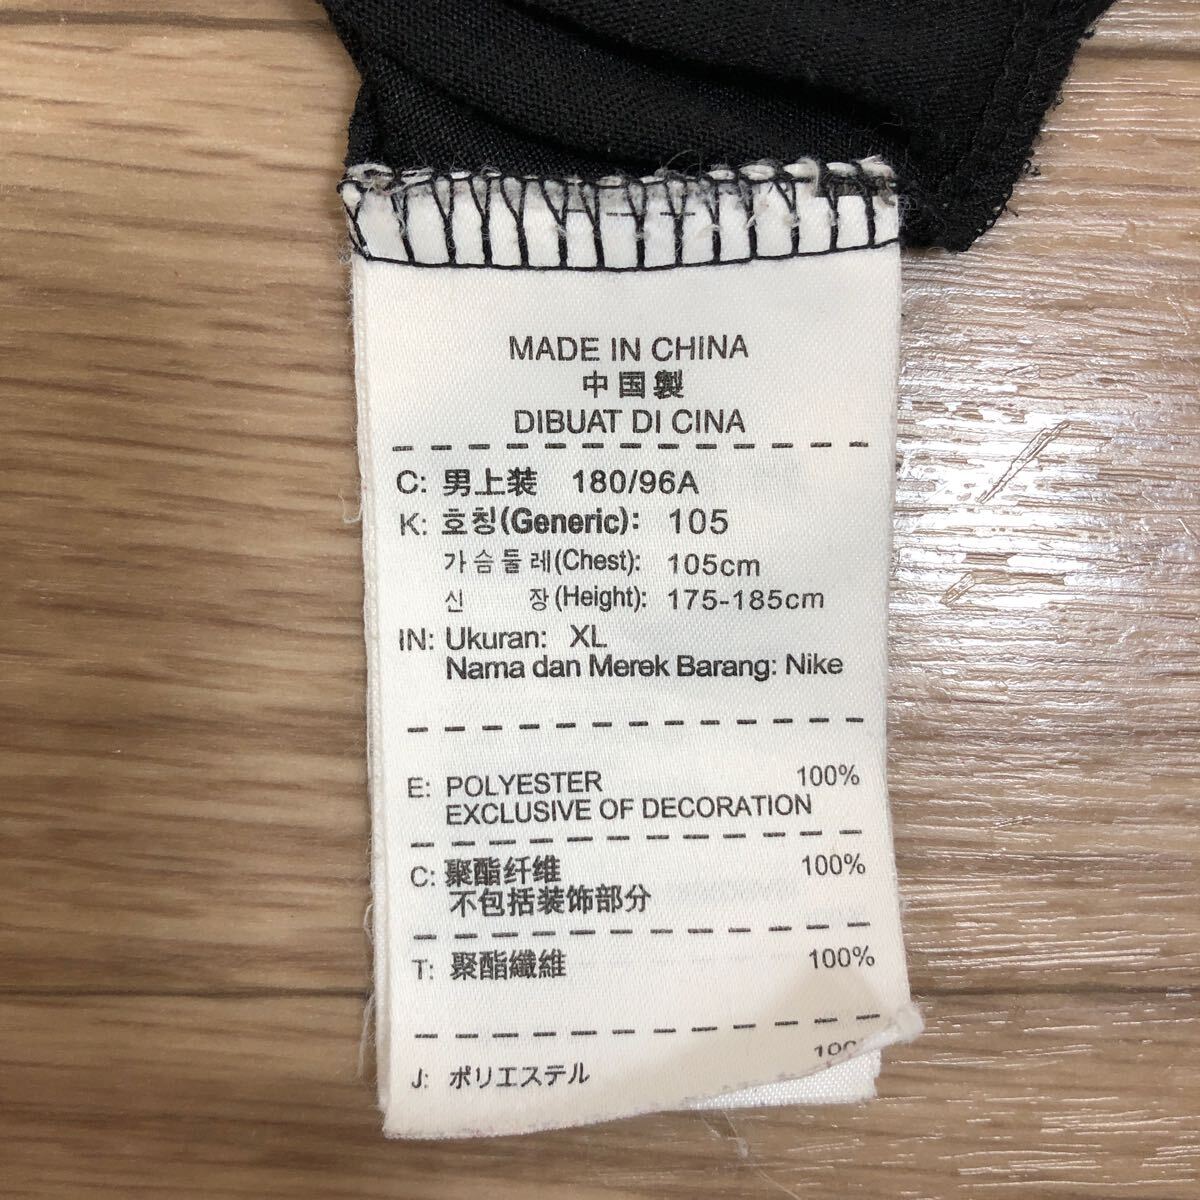 MADE IN CHINA
中国製
DIBUAT DI CINA
C: 男上装 180/96A
K: 호칭(Generic): 105
가슴둘레(Chest): 105cm
신 장(Height): 175-185cm
IN: Ukuran: XL
Nama dan Merek Barang: Nike
E: POLYESTER 100%
EXCLUSIVE OF DECORATION
C: 聚酯纤维 100%
不包括装饰部分
T: 聚酯纖維 100%
J: ポリエステル